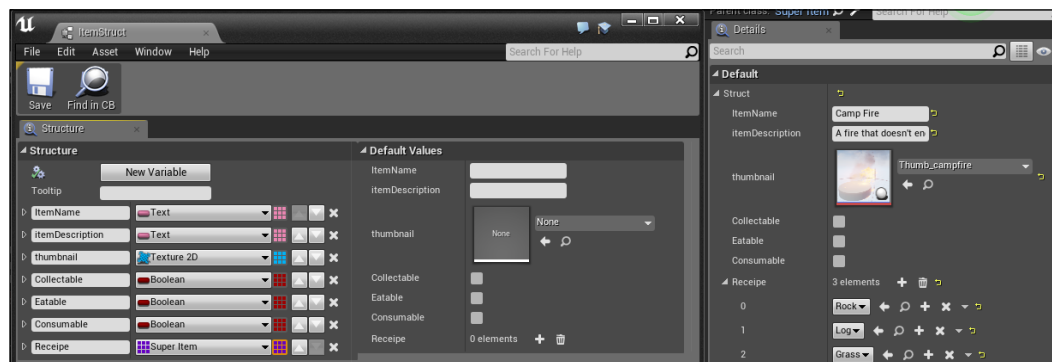 ItemStruct
File Edit Asset Window Help
Search For Help
Save Find in CB
Structure
Structure
New Variable
Tooltip
ItemName Text
itemDescription Text
thumbnail Texture 2D
Collectable Boolean
Eatable Boolean
Consumable Boolean
Receipe Super Item
Default Values
ItemName
itemDescription
thumbnail None None
Collectable
Eatable
Consumable
Receipe 0 elements
Parent class: Super Item Search For Help
Details
Search
Default
Struct
ItemName Camp Fire
itemDescription A fire that doesn't en
thumbnail Thumb_campfire
Collectable
Eatable
Consumable
Receipe 3 elements
0 Rock
1 Log
2 Grass